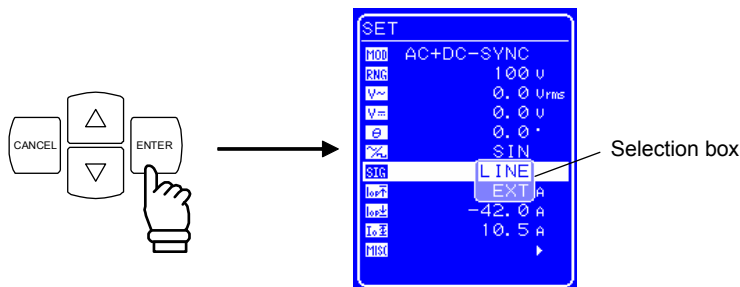 CANCEL
ENTER
SET
MOD AC+DC-SYNC
RNG 100 V
V~ 0.0 Vrms
V⎓ 0.0 V
θ 0.0 °
SIN
SIG LINE
EXT A
-42.0 A
10.5 A
MISC
Selection box